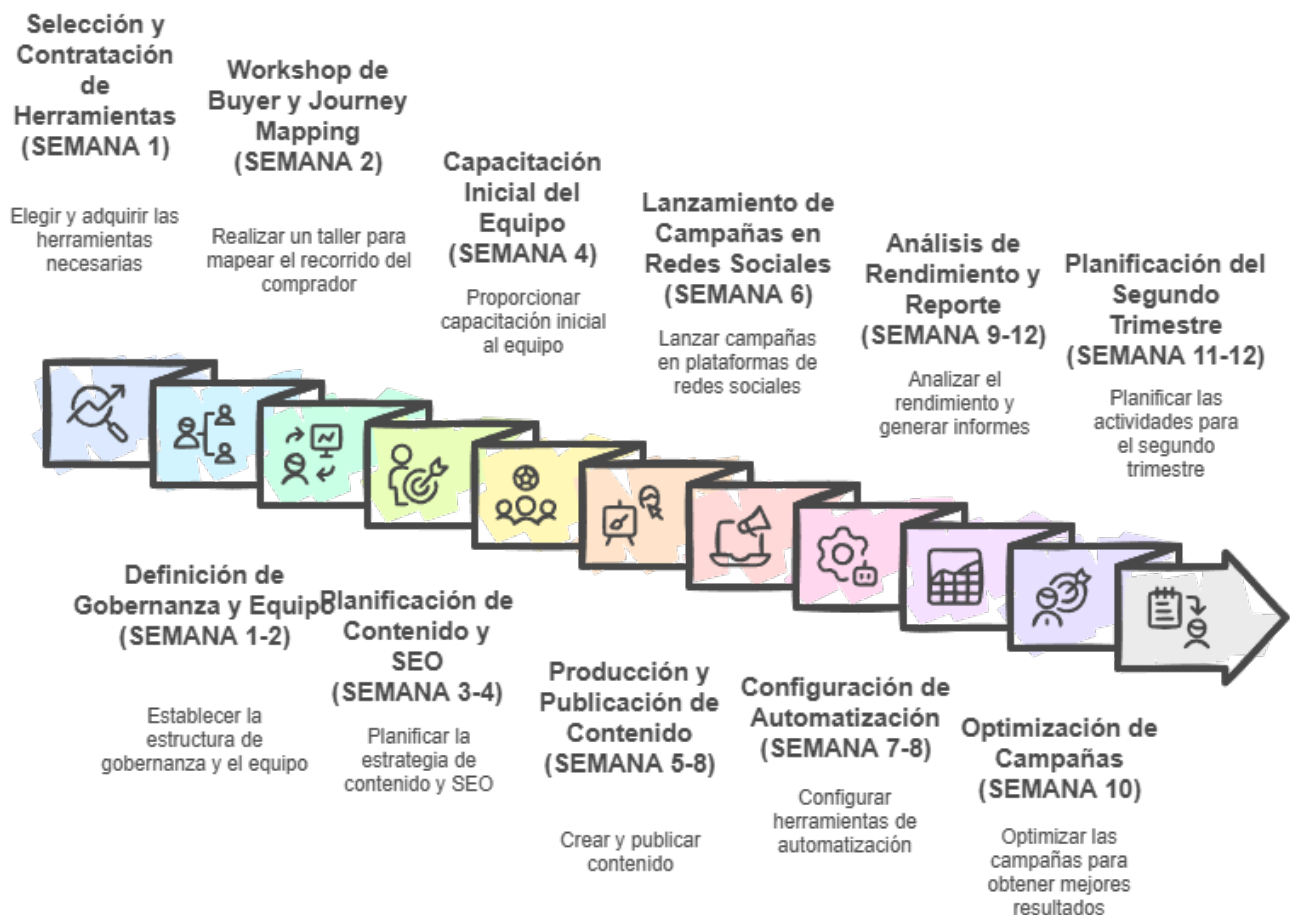 Selección y
Contratación
de
Herramientas
(SEMANA 1)
Elegir y adquirir las
herramientas
necesarias
Workshop de
Buyer y Journey
Mapping
(SEMANA 2)
Realizar un taller para
mapear el recorrido del
comprador
Capacitación
Inicial del
Equipo
(SEMANA 4)
Proporcionar
capacitación inicial
al equipo
Lanzamiento de
Campañas en
Redes Sociales
(SEMANA 6)
Lanzar campañas
en plataformas de
redes sociales
Análisis de
Rendimiento y
Reporte
(SEMANA 9-12)
Analizar el
rendimiento y
generar informes
Planificación del
Segundo
Trimestre
(SEMANA 11-12)
Planificar las
actividades para
el segundo
trimestre
Definición de
Gobernanza y Equipo
(SEMANA 1-2)
Establecer la
estructura de
gobernanza y el equipo
Planificación de
Contenido y
SEO
(SEMANA 3-4)
Planificar la
estrategia de
contenido y SEO
Producción y
Publicación de
Contenido
(SEMANA 5-8)
Crear y publicar
contenido
Configuración de
Automatización
(SEMANA 7-8)
Configurar
herramientas de
automatización
Optimización de
Campañas
(SEMANA 10)
Optimizar las
campañas para
obtener mejores
resultados